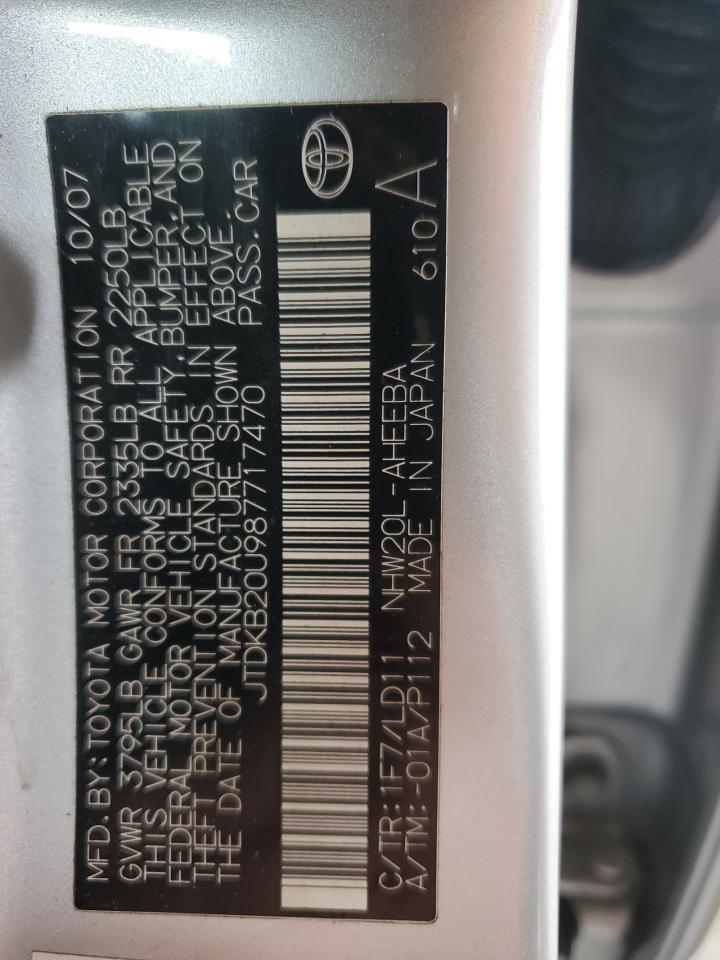 MFD.BY:TOYOTA MOTOR CORPORATION 10/07
GVWR 3795LB GAWR FR 2335LB RR 2250LB
THIS VEHICLE CONFORMS TO ALL APPLICABLE
FEDERAL MOTOR VEHICLE SAFETY,BUMPER,AND
THEFT PREVENTION STANDARDS IN EFFECT ON
THE DATE OF MANUFACTURE SHOWN ABOVE.
JTDKB20U987717470 PASS.CAR
C/TR:1F7/LD11 NHW20L-AHEEBA
A/TM:-01A/P112 MADE IN JAPAN 610 A